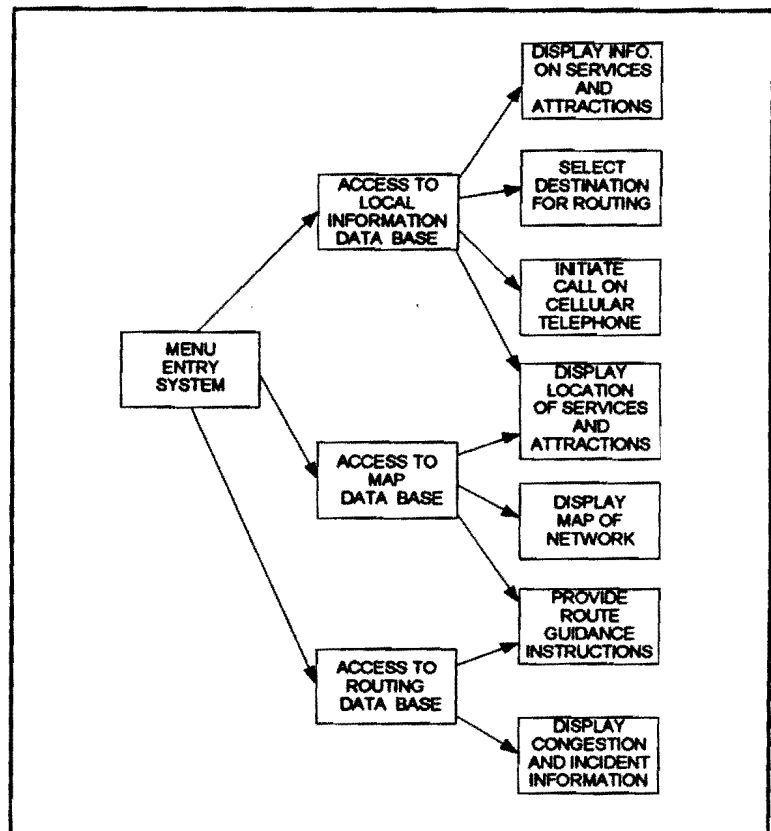 DISPLAY INFO.
ON SERVICES
AND
ATTRACTIONS
SELECT
DESTINATION
FOR ROUTING
ACCESS TO
LOCAL
INFORMATION
DATA BASE
INITIATE
CALL ON
CELLULAR
TELEPHONE
MENU
ENTRY
SYSTEM
DISPLAY
LOCATION
OF SERVICES
AND
ATTRACTIONS
ACCESS TO
MAP
DATA BASE
DISPLAY
MAP OF
NETWORK
PROVIDE
ROUTE
GUIDANCE
INSTRUCTIONS
ACCESS TO
ROUTING
DATA BASE
DISPLAY
CONGESTION
AND INCIDENT
INFORMATION